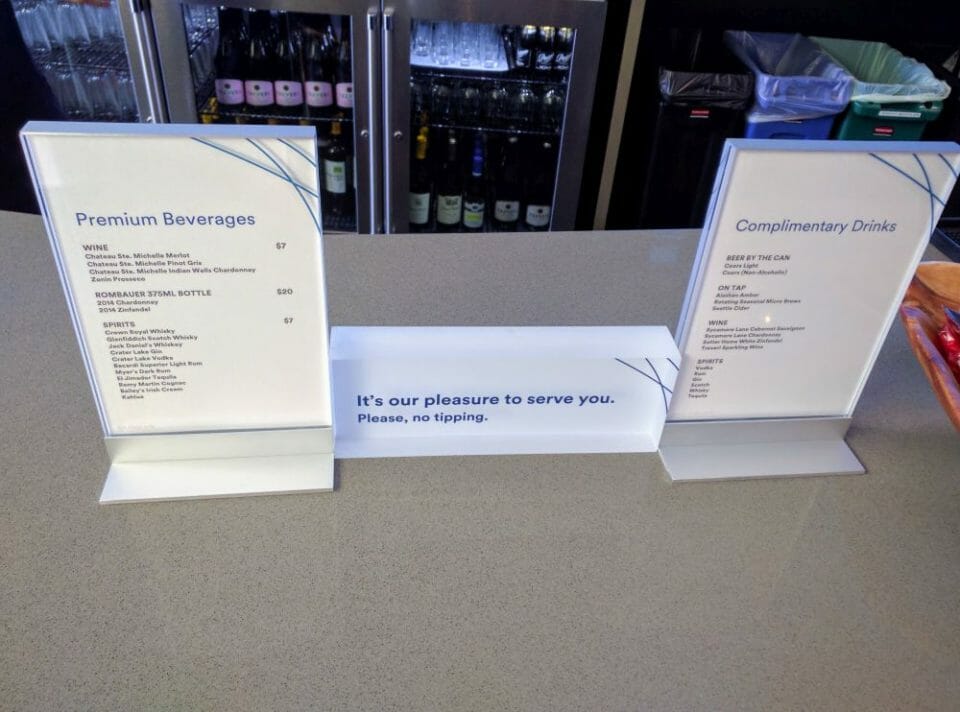 Premium Beverages
WINE $7
Chateau Ste. Michelle Merlot
Chateau Ste. Michelle Pinot Gris
Chateau Ste. Michelle Indian Wells Chardonnay
Zonin Prosseco
ROMBAUER 375ML BOTTLE $20
2014 Chardonnay
2014 Zinfandel
SPIRITS $7
Crown Royal Whisky
Glenfiddich Scotch Whisky
Jack Daniel's Whiskey
Crater Lake Gin
Crater Lake Vodka
Bacardi Superior Light Rum
Myer's Dark Rum
El Jimador Tequila
Remy Martin Cognac
Bailey's Irish Cream
Kahlua
It's our pleasure to serve you.
Please, no tipping.
Complimentary Drinks
BEER BY THE CAN
Coors Light
Coors (Non-Alcoholic)
ON TAP
Alaskan Amber
Rotating Seasonal Micro Brews
Seattle Cider
WINE
Sycamore Lane Cabernet Sauvignon
Sycamore Lane Chardonnay
Sutter Home White Zinfandel
Treveri Sparkling Wine
SPIRITS
Vodka
Rum
Gin
Scotch
Whisky
Tequila